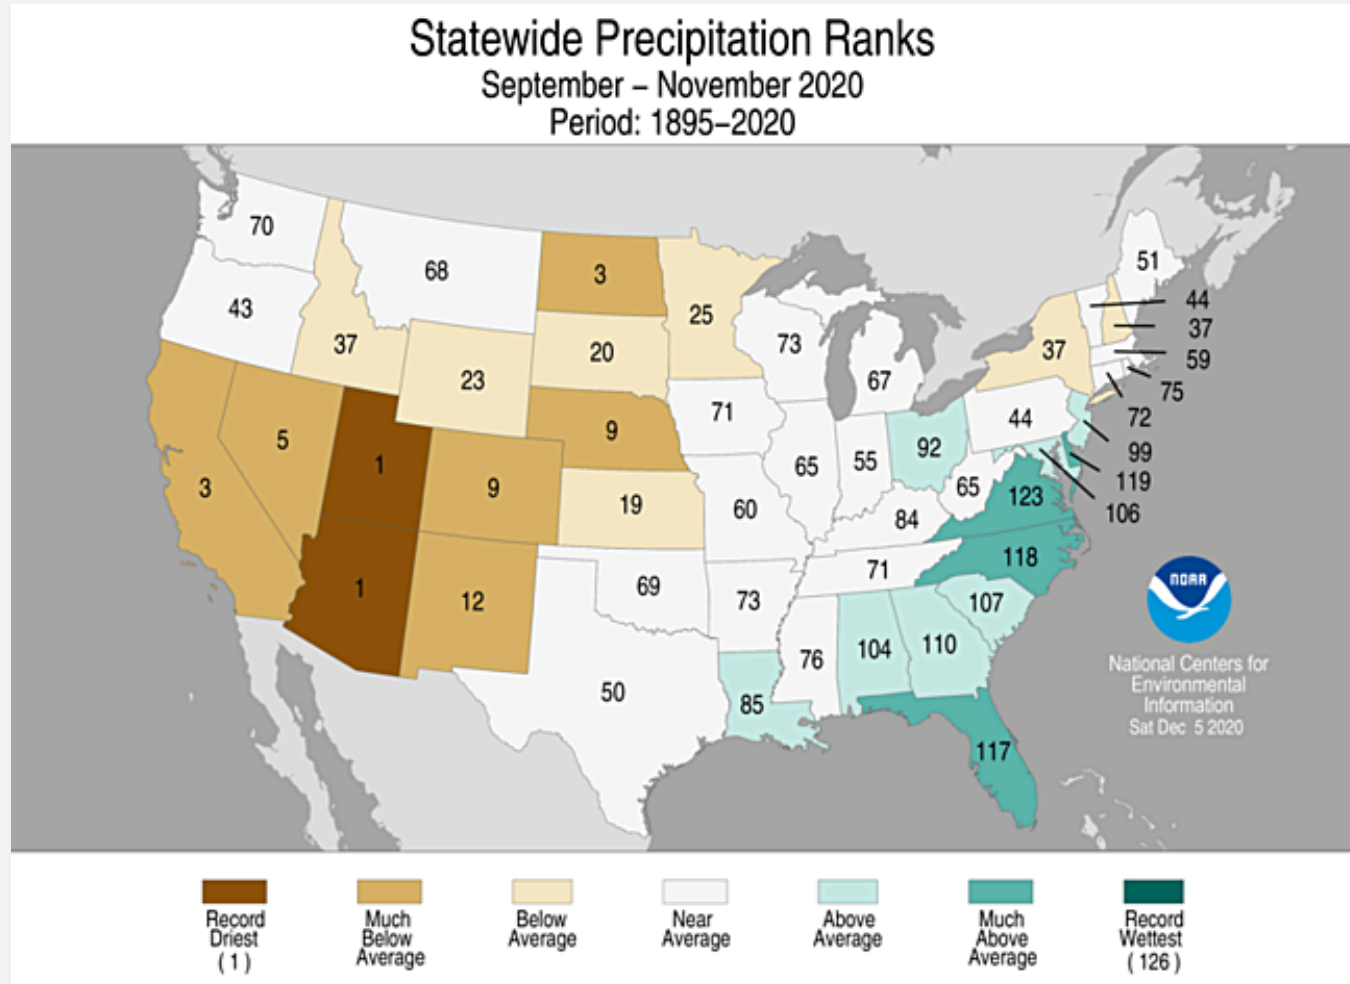 Statewide Precipitation Ranks
September – November 2020
Period: 1895–2020
70
68
3
25
51
44
43
37
37
73
37
59
20
23
67
75
71
44
72
5
1
9
92
99
3
9
65
55
119
65
123
19
60
106
84
118
1
12
69
73
71
107
NOAA
76
104
110
National Centers for
Environmental
Information
Sat Dec 5 2020
50
85
117
Record
Driest
( 1 )
Much
Below
Average
Below
Average
Near
Average
Above
Average
Much
Above
Average
Record
Wettest
( 126 )